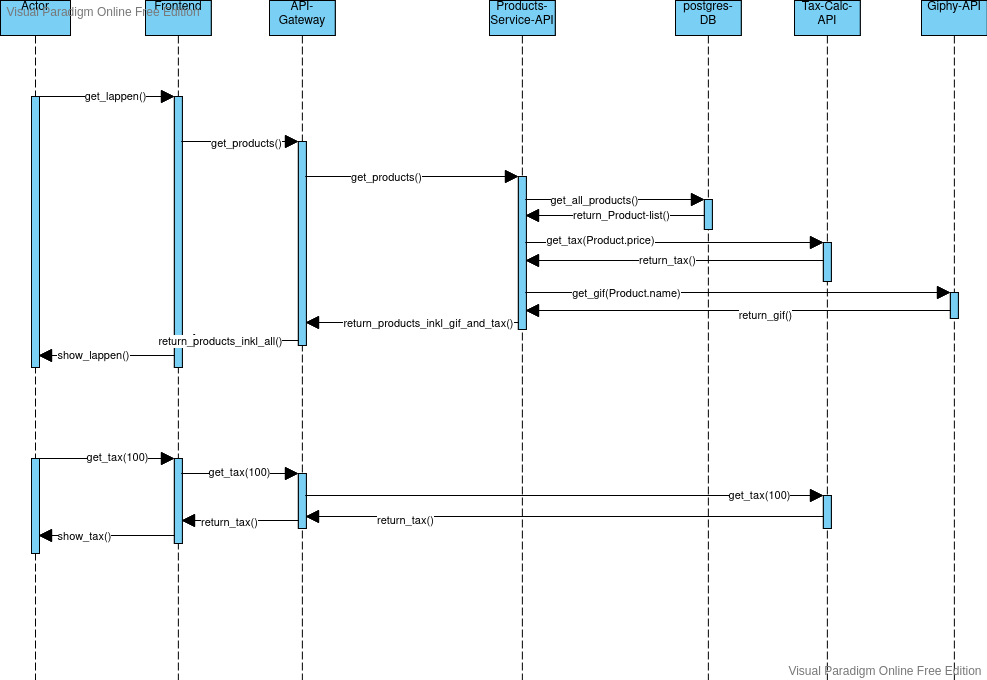 Actor
Visual Paradigm Online Free Edition
Frontend
API-
Gateway
Products-
Service-API
postgres-
DB
Tax-Calc-
API
Giphy-API
get_lappen()
get_products()
get_products()
get_all_products()
return_Product-list()
get_tax(Product.price)
return_tax()
get_gif(Product.name)
return_gif()
return_products_inkl_gif_and_tax()
return_products_inkl_all()
show_lappen()
get_tax(100)
get_tax(100)
get_tax(100)
return_tax()
return_tax()
show_tax()
Visual Paradigm Online Free Edition